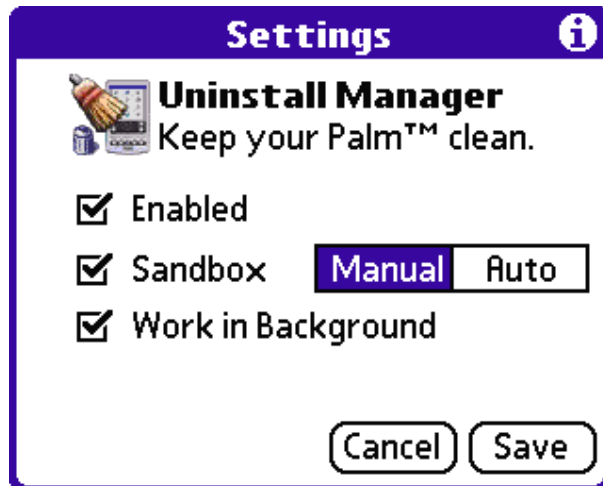 Settings
Uninstall Manager
Keep your Palm™ clean.
Enabled
Sandbox Manual Auto
Work in Background
Cancel Save